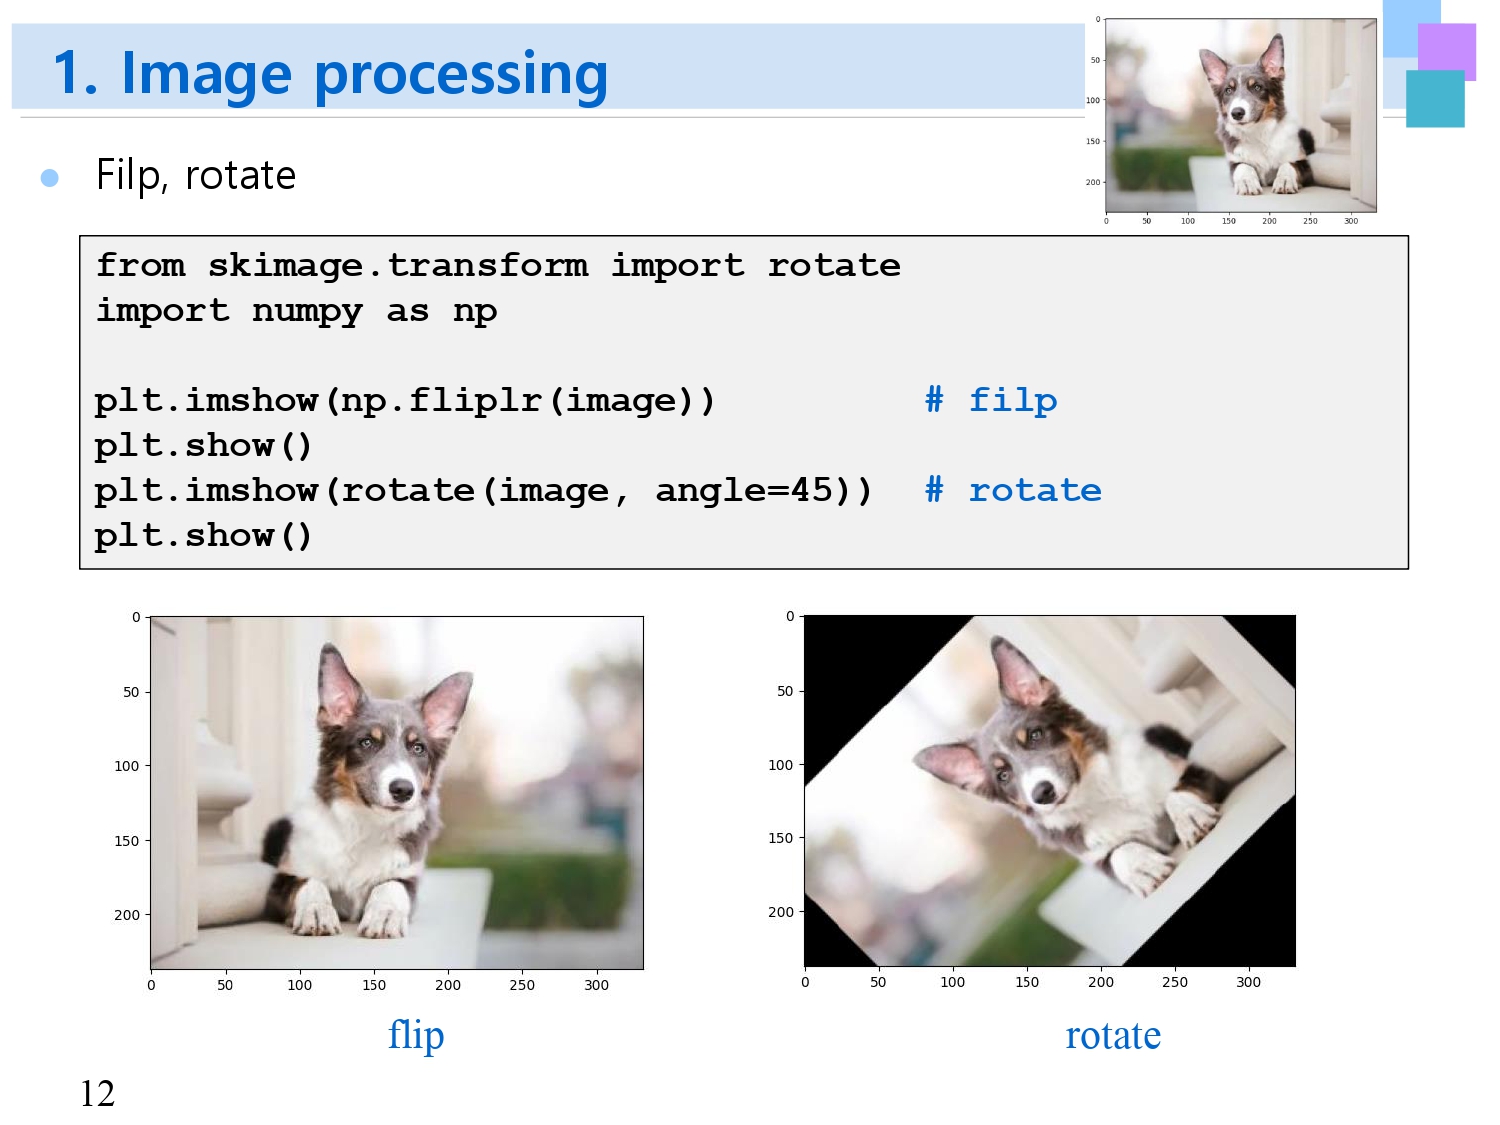 1. Image processing
0
50
100
150
200
0 50 100 150 200 250 300
Filp, rotate
from skimage.transform import rotate
import numpy as np
plt.imshow(np.fliplr(image)) # filp
plt.show()
plt.imshow(rotate(image, angle=45)) # rotate
plt.show()
0
50
100
150
200
0 50 100 150 200 250 300
flip
0
50
100
150
200
0 50 100 150 200 250 300
rotate
12